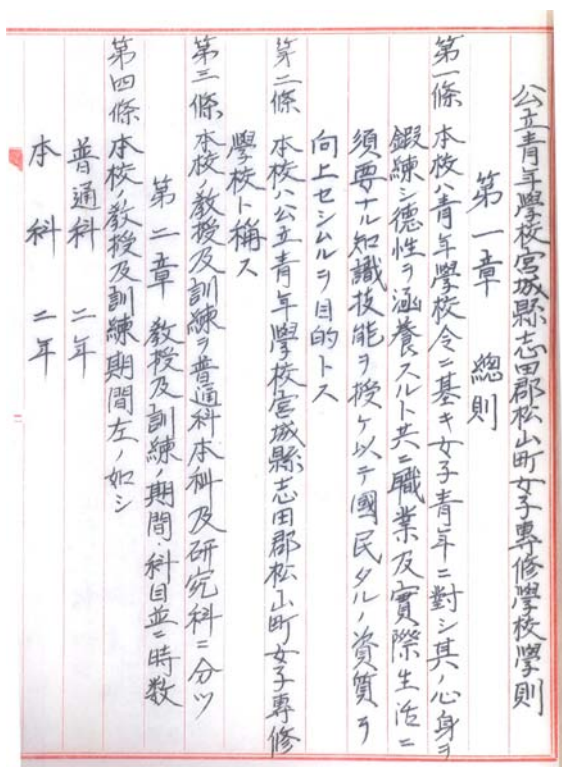 公立青年學校宮城縣志田郡松山町女子專修學校學則
第一章 總則
第一條 本校ハ青年學校令ニ基キ女子青年ニ對シ其ノ心身ヲ
鍛練シ德性ヲ涵養スルト共ニ職業及實際生活ニ
須要ナル知識技能ヲ授ケ以テ國民タルノ資質ヲ
向上セシムルヲ目的トス
第二條 本校ハ公立青年學校宮城縣志田郡松山町女子專修
學校ト稱ス
第三條 本校ノ教授及訓練ヲ普通科本科及研究科ニ分ツ
第二章 教授及訓練ノ期間·科目並ニ時数
第四條 本校ノ教授及訓練期間左ノ如シ
普通科 二年
本科 二年